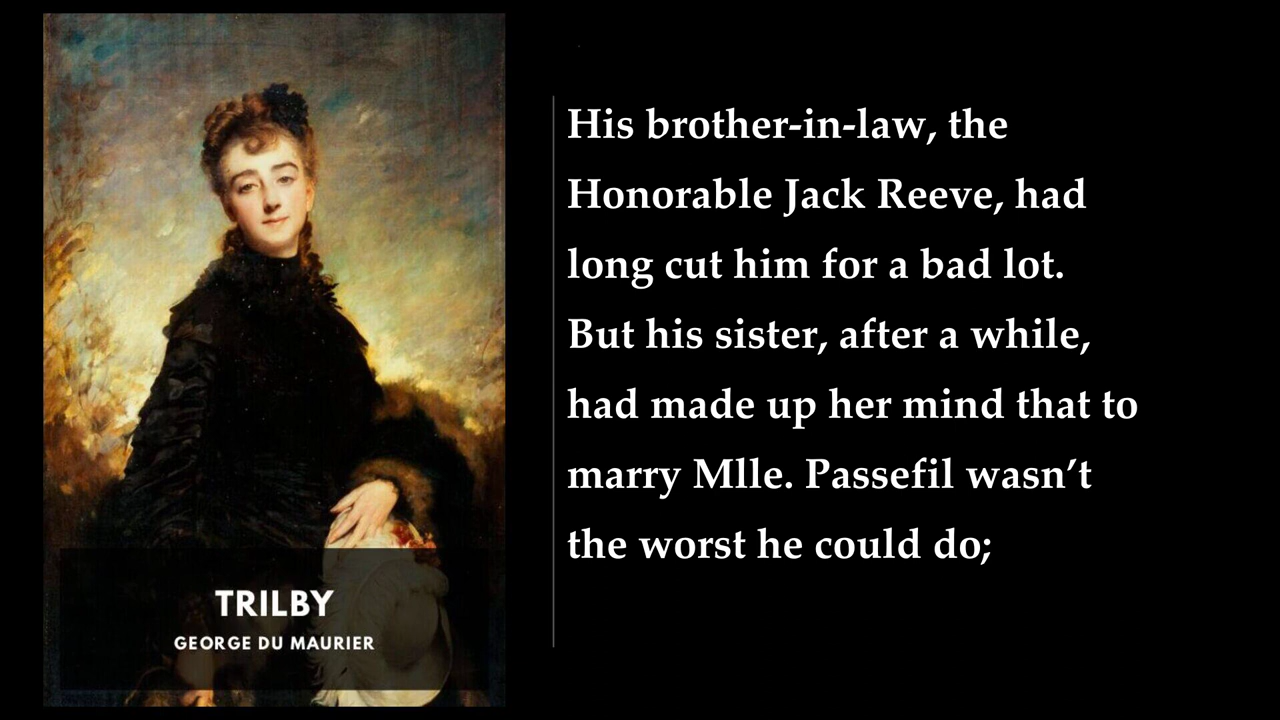 TRILBY
GEORGE DU MAURIER
His brother-in-law, the
Honorable Jack Reeve, had
long cut him for a bad lot.
But his sister, after a while,
had made up her mind that to
marry Mlle. Passefil wasn’t
the worst he could do;